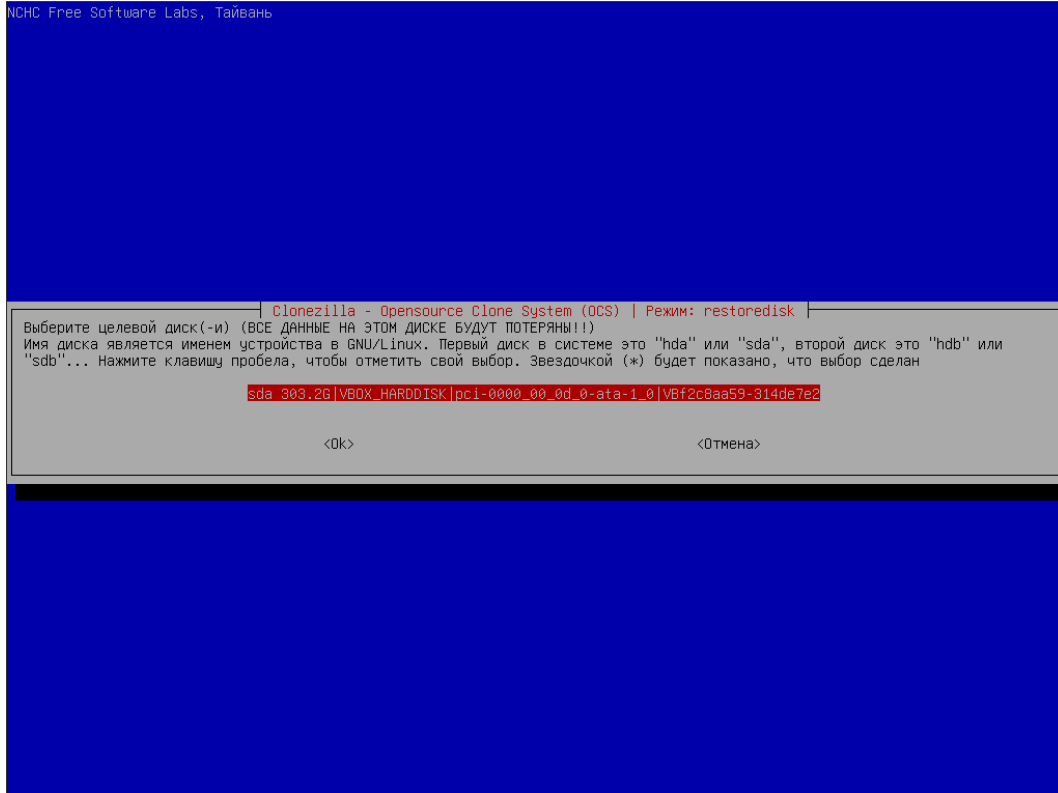 NCHC Free Software Labs, Тайвань
Clonezilla - Opensource Clone System (OCS) | Режим: restoredisk
Выберите целевой диск(-и) (ВСЕ ДАННЫЕ НА ЭТОМ ДИСКЕ БУДУТ ПОТЕРЯНЫ!!)
Имя диска является именем устройства в GNU/Linux. Первый диск в системе это "hda" или "sda", второй диск это "hdb" или
"sdb"... Нажмите клавишу пробела, чтобы отметить свой выбор. Звездочкой (*) будет показано, что выбор сделан
sda 303.2G|VBOX_HARDDISK|pci-0000_00_0d_0-ata-1_0|VBf2c8aa59-314de7e2
<Ok> <Отмена>